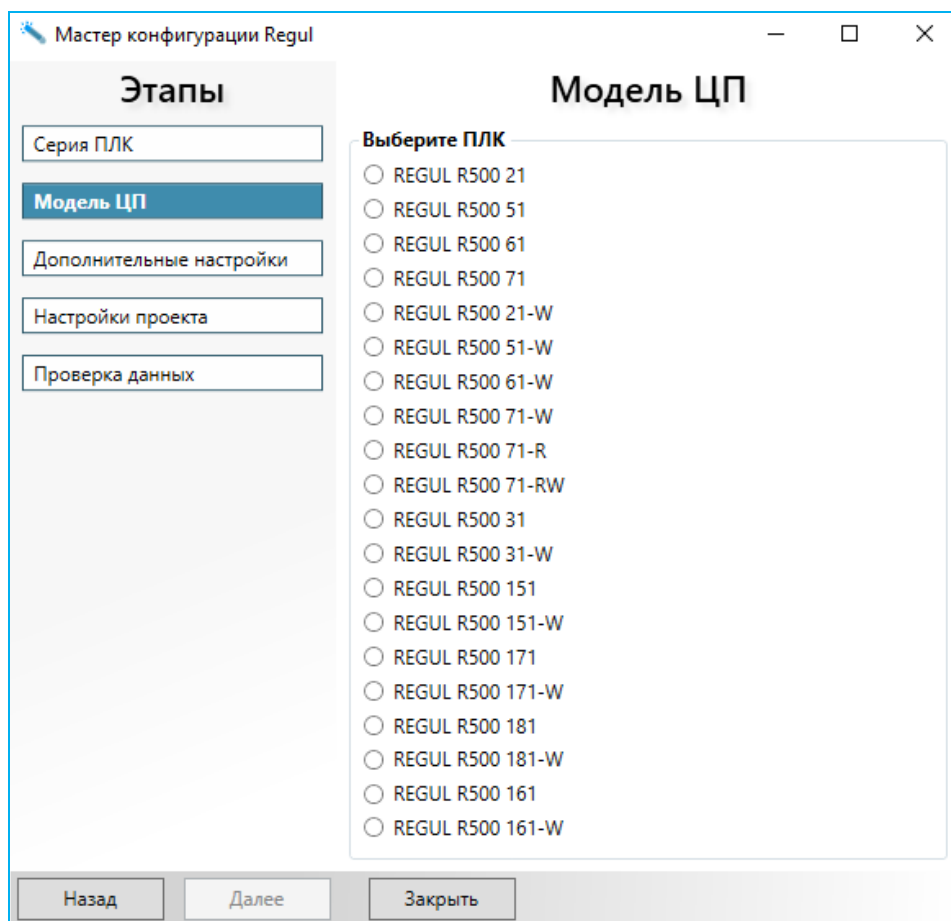 Мастер конфигурации Regul
Этапы
Серия ПЛК
Модель ЦП
Дополнительные настройки
Настройки проекта
Проверка данных
Модель ЦП
Выберите ПЛК
REGUL R500 21
REGUL R500 51
REGUL R500 61
REGUL R500 71
REGUL R500 21-W
REGUL R500 51-W
REGUL R500 61-W
REGUL R500 71-W
REGUL R500 71-R
REGUL R500 71-RW
REGUL R500 31
REGUL R500 31-W
REGUL R500 151
REGUL R500 151-W
REGUL R500 171
REGUL R500 171-W
REGUL R500 181
REGUL R500 181-W
REGUL R500 161
REGUL R500 161-W
Назад
Далее
Закрыть